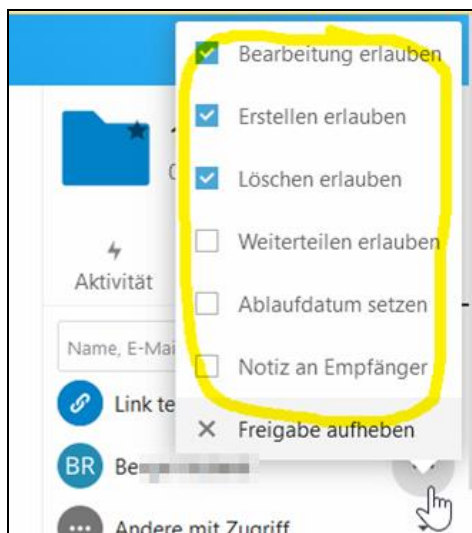 Bearbeitung erlauben
Erstellen erlauben
Löschen erlauben
Weiterteilen erlauben
Aktivität
Ablaufdatum setzen
Name, E-Mai
Notiz an Empfänger
Link te
Freigabe aufheben
BR Be
Andere mit Zugriff